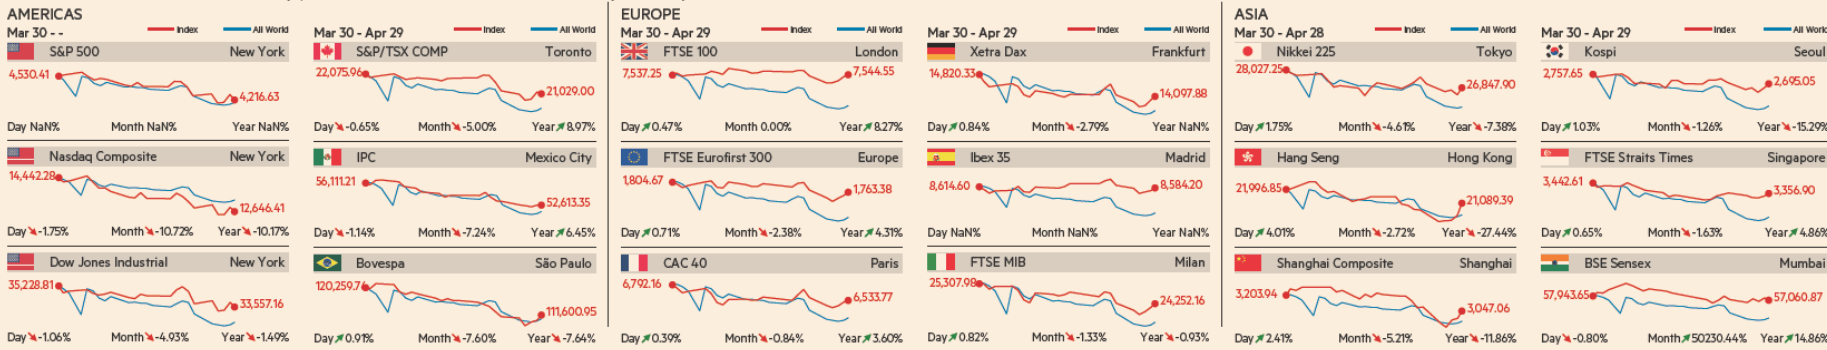 AMERICAS
Mar 30 - -
Index All World
S&P 500 New York
4,530.41
4,216.63
Day NaN% Month NaN% Year NaN%
Nasdaq Composite New York
14,442.28
12,646.41
Day -1.75% Month -10.72% Year -10.17%
Dow Jones Industrial New York
35,228.81
33,557.16
Day -1.06% Month -4.93% Year -1.49%
Mar 30 - Apr 29
Index All World
S&P/TSX COMP Toronto
22,075.96
21,029.00
Day -0.65% Month -5.00% Year 8.97%
IPC Mexico City
56,111.21
52,613.35
Day -1.14% Month -7.24% Year 6.45%
Bovespa São Paulo
120,259.76
111,600.95
Day 0.91% Month -7.60% Year -7.64%
EUROPE
Mar 30 - Apr 29
Index All World
FTSE 100 London
7,537.25
7,544.55
Day 0.47% Month 0.00% Year 8.27%
FTSE Eurofirst 300 Europe
1,804.67
1,763.38
Day 0.71% Month -2.38% Year 4.31%
CAC 40 Paris
6,792.16
6,533.77
Day 0.39% Month -0.84% Year 3.60%
Mar 30 - Apr 29
Index All World
Xetra Dax Frankfurt
14,820.33
14,097.88
Day 0.84% Month -2.79% Year NaN%
Ibex 35 Madrid
8,614.60
8,584.20
Day NaN% Month NaN% Year NaN%
FTSE MIB Milan
25,307.98
24,252.16
Day 0.82% Month -1.33% Year -0.93%
ASIA
Mar 30 - Apr 28
Index All World
Nikkei 225 Tokyo
28,027.25
26,847.90
Day 1.75% Month -4.61% Year -7.38%
Hang Seng Hong Kong
21,996.85
21,089.39
Day 4.01% Month -2.72% Year -27.44%
Shanghai Composite Shanghai
3,203.94
3,047.06
Day 2.41% Month -5.21% Year -11.86%
Mar 30 - Apr 29
Index All World
Kospi Seoul
2,757.65
2,695.05
Day 1.03% Month -1.26% Year -15.29%
FTSE Straits Times Singapore
3,442.61
3,356.90
Day 0.65% Month -1.63% Year 4.86%
BSE Sensex Mumbai
57,943.65
57,060.87
Day -0.80% Month 50230.44% Year 14.86%